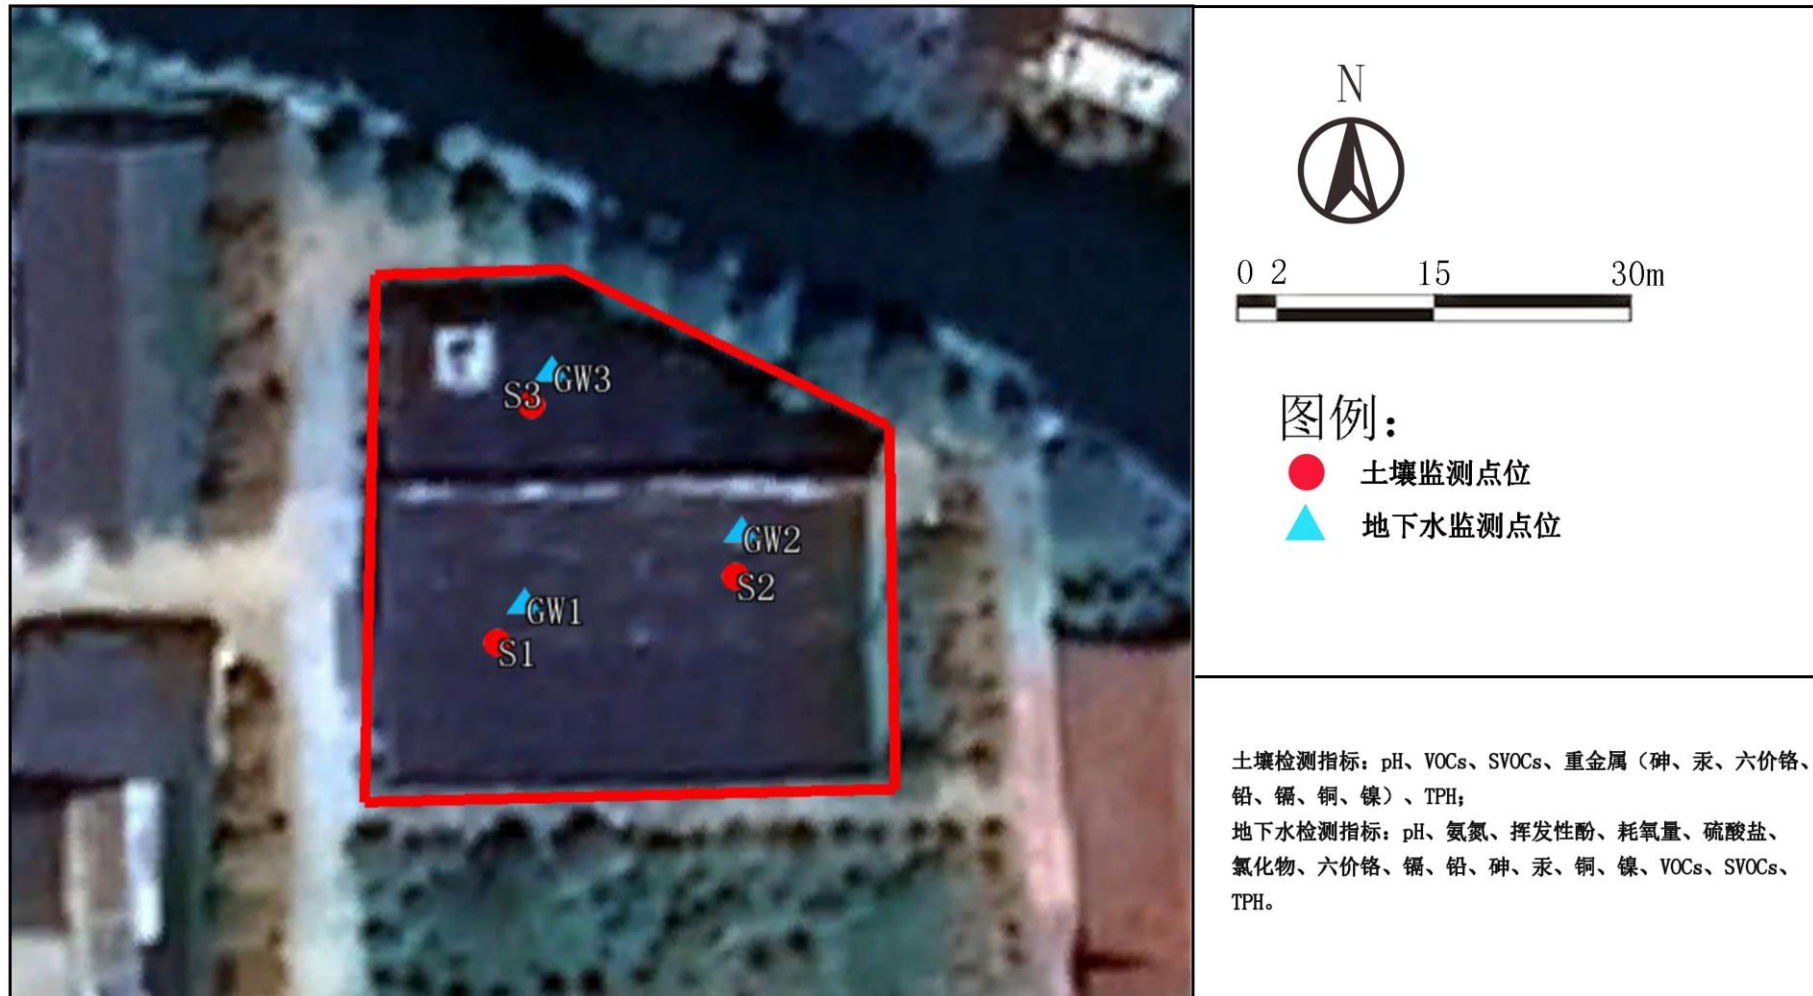 N
0 2 15 30m
图例：
土壤监测点位
地下水监测点位
S3
GW3
GW2
S2
GW1
S1
土壤检测指标：pH、VOCs、SVOCs、重金属（砷、汞、六价铬、
铅、镉、铜、镍）、TPH；
地下水检测指标：pH、氨氮、挥发性酚、耗氧量、硫酸盐、
氯化物、六价铬、镉、铅、砷、汞、铜、镍、VOCs、SVOCs、
TPH。